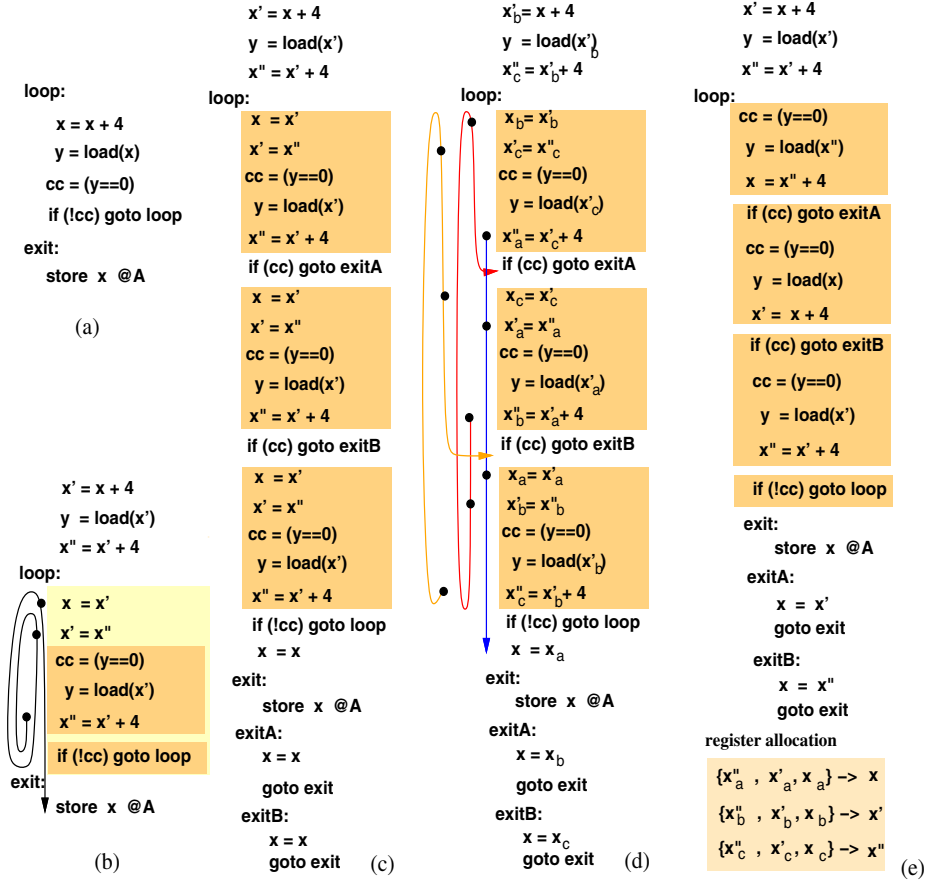 loop:
x = x + 4
y = load(x)
cc = (y==0)
if (!cc) goto loop
exit:
store x @A
(a)
x' = x + 4
y = load(x')
x" = x' + 4
loop:
x = x'
x' = x"
cc = (y==0)
y = load(x')
x" = x' + 4
if (!cc) goto loop
exit:
store x @A
(b)
x' = x + 4
y = load(x')
x" = x' + 4
loop:
x = x'
x' = x"
cc = (y==0)
y = load(x')
x" = x' + 4
if (cc) goto exitA
x = x'
x' = x"
cc = (y==0)
y = load(x')
x" = x' + 4
if (cc) goto exitB
x = x'
x' = x"
cc = (y==0)
y = load(x')
x" = x' + 4
if (!cc) goto loop
x = x
exit:
store x @A
exitA:
x = x
goto exit
exitB:
x = x
goto exit
(c)
x'b = x + 4
y = load(x')b
x"c = x'b + 4
loop:
xb = x'b
x'c = x"c
cc = (y==0)
y = load(x'c)
x"a = x'c + 4
if (cc) goto exitA
xc = x'c
x'a = x"a
cc = (y==0)
y = load(x'a)
x"b = x'a + 4
if (cc) goto exitB
xa = x'a
x'b = x"b
cc = (y==0)
y = load(x'b)
x"c = x'b + 4
if (!cc) goto loop
x = xa
exit:
store x @A
exitA:
x = xb
goto exit
exitB:
x = xc
goto exit
(d)
x' = x + 4
y = load(x')
x" = x' + 4
loop:
cc = (y==0)
y = load(x")
x = x" + 4
if (cc) goto exitA
cc = (y==0)
y = load(x)
x' = x + 4
if (cc) goto exitB
cc = (y==0)
y = load(x')
x" = x' + 4
if (!cc) goto loop
exit:
store x @A
exitA:
x = x'
goto exit
exitB:
x = x"
goto exit
register allocation
{x"a , x'a, xa} -> x
{x"b , x'b, xb} -> x'
{x"c , x'c, xc} -> x"
(e)